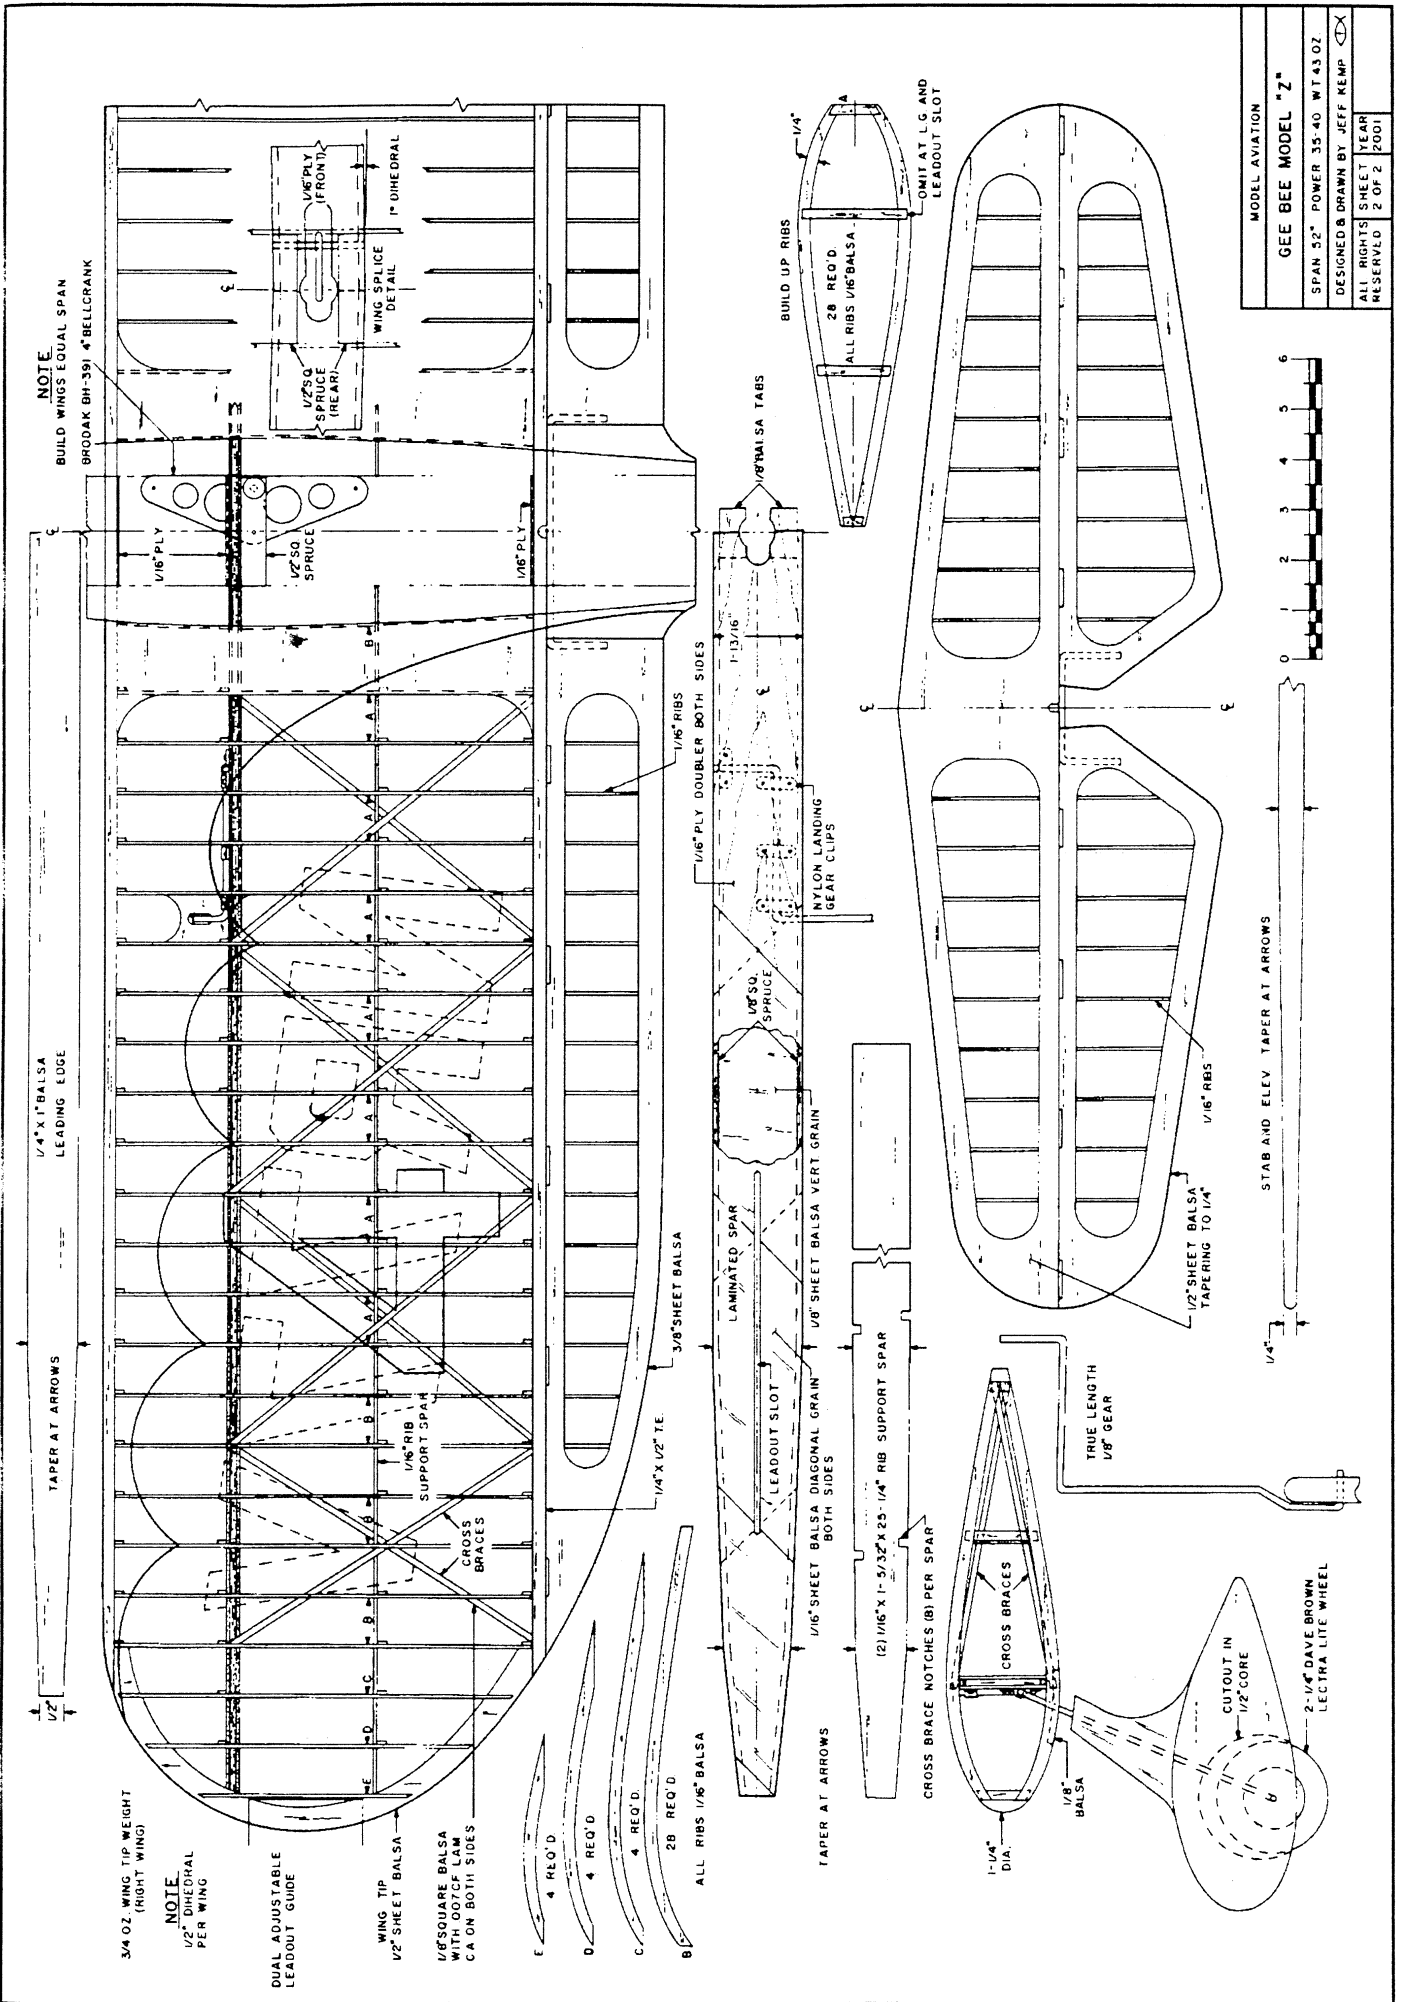 MODEL AVIATION
GEE BEE MODEL "Z"
SPAN 52" POWER 35-40 WT 43 OZ.
DESIGNED & DRAWN BY JEFF KEMP
ALL RIGHTS
RESERVED
SHEET
2 OF 2
YEAR
2001
NOTE
BUILD WINGS EQUAL SPAN
BRODAK BH-391 4" BELLCRANK
℄
1/4" X 1" BALSA
LEADING EDGE
TAPER AT ARROWS
1/2"
3/4 OZ. WING TIP WEIGHT
(RIGHT WING)
NOTE
1/2" DIHEDRAL
PER WING
DUAL ADJUSTABLE
LEADOUT GUIDE
WING TIP
1/2" SHEET BALSA
1/8" SQUARE BALSA
WITH .007 CF LAM
CA ON BOTH SIDES
1/16" PLY
1/2" SQ.
SPRUCE
1/16" PLY
℄
1/16" PLY
(FRONT)
1" DIHEDRAL
1/2" SQ
SPRUCE
(REAR)
WING SPLICE
DETAIL
B
A
A
A
A
A
A
A
A
B
B
B
B
C
D
E
1/16" RIB
SUPPORT SPAR
CROSS
BRACES
1/16" RIBS
3/8" SHEET BALSA
1/4" X 1/2" T.E.
E
4 REQ'D
D
4 REQ'D
C
4 REQ'D.
B
28 REQ'D
ALL RIBS 1/16" BALSA
1/16" PLY DOUBLER BOTH SIDES
1-13/16"
℄
1/8" BALSA TABS
NYLON LANDING
GEAR CLIPS
1/8" SQ.
SPRUCE
LAMINATED SPAR
LEADOUT SLOT
1/8" SHEET BALSA VERT GRAIN
1/16" SHEET BALSA DIAGONAL GRAIN
BOTH SIDES
TAPER AT ARROWS
(2) 1/16" X 1-5/32" X 25-1/4" RIB SUPPORT SPAR
CROSS BRACE NOTCHES (8) PER SPAR
BUILD UP RIBS
1/4"
A
28 REQ'D.
ALL RIBS 1/16" BALSA
OMIT AT L.G. AND
LEADOUT SLOT
℄
℄
1/16" RIBS
1/2" SHEET BALSA
TAPERING TO 1/4"
0 1 2 3 4 5 6
STAB AND ELEV. TAPER AT ARROWS
1/4"
TRUE LENGTH
1/8" GEAR
CROSS BRACES
1/8"
BALSA
1-1/4"
DIA.
CUTOUT IN
1/2" CORE
2-1/4" DAVE BROWN
LECTRA LITE WHEEL